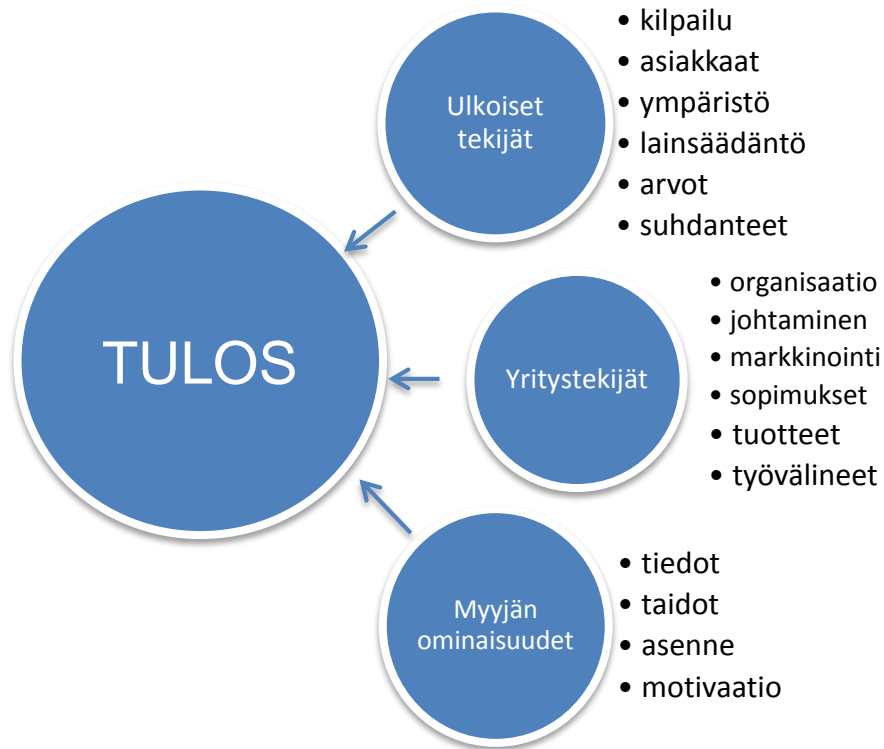 Ulkoiset
tekijät
• kilpailu
• asiakkaat
• ympäristö
• lainsäädäntö
• arvot
• suhdanteet
TULOS
Yritystekijät
• organisaatio
• johtaminen
• markkinointi
• sopimukset
• tuotteet
• työvälineet
Myyjän
ominaisuudet
• tiedot
• taidot
• asenne
• motivaatio